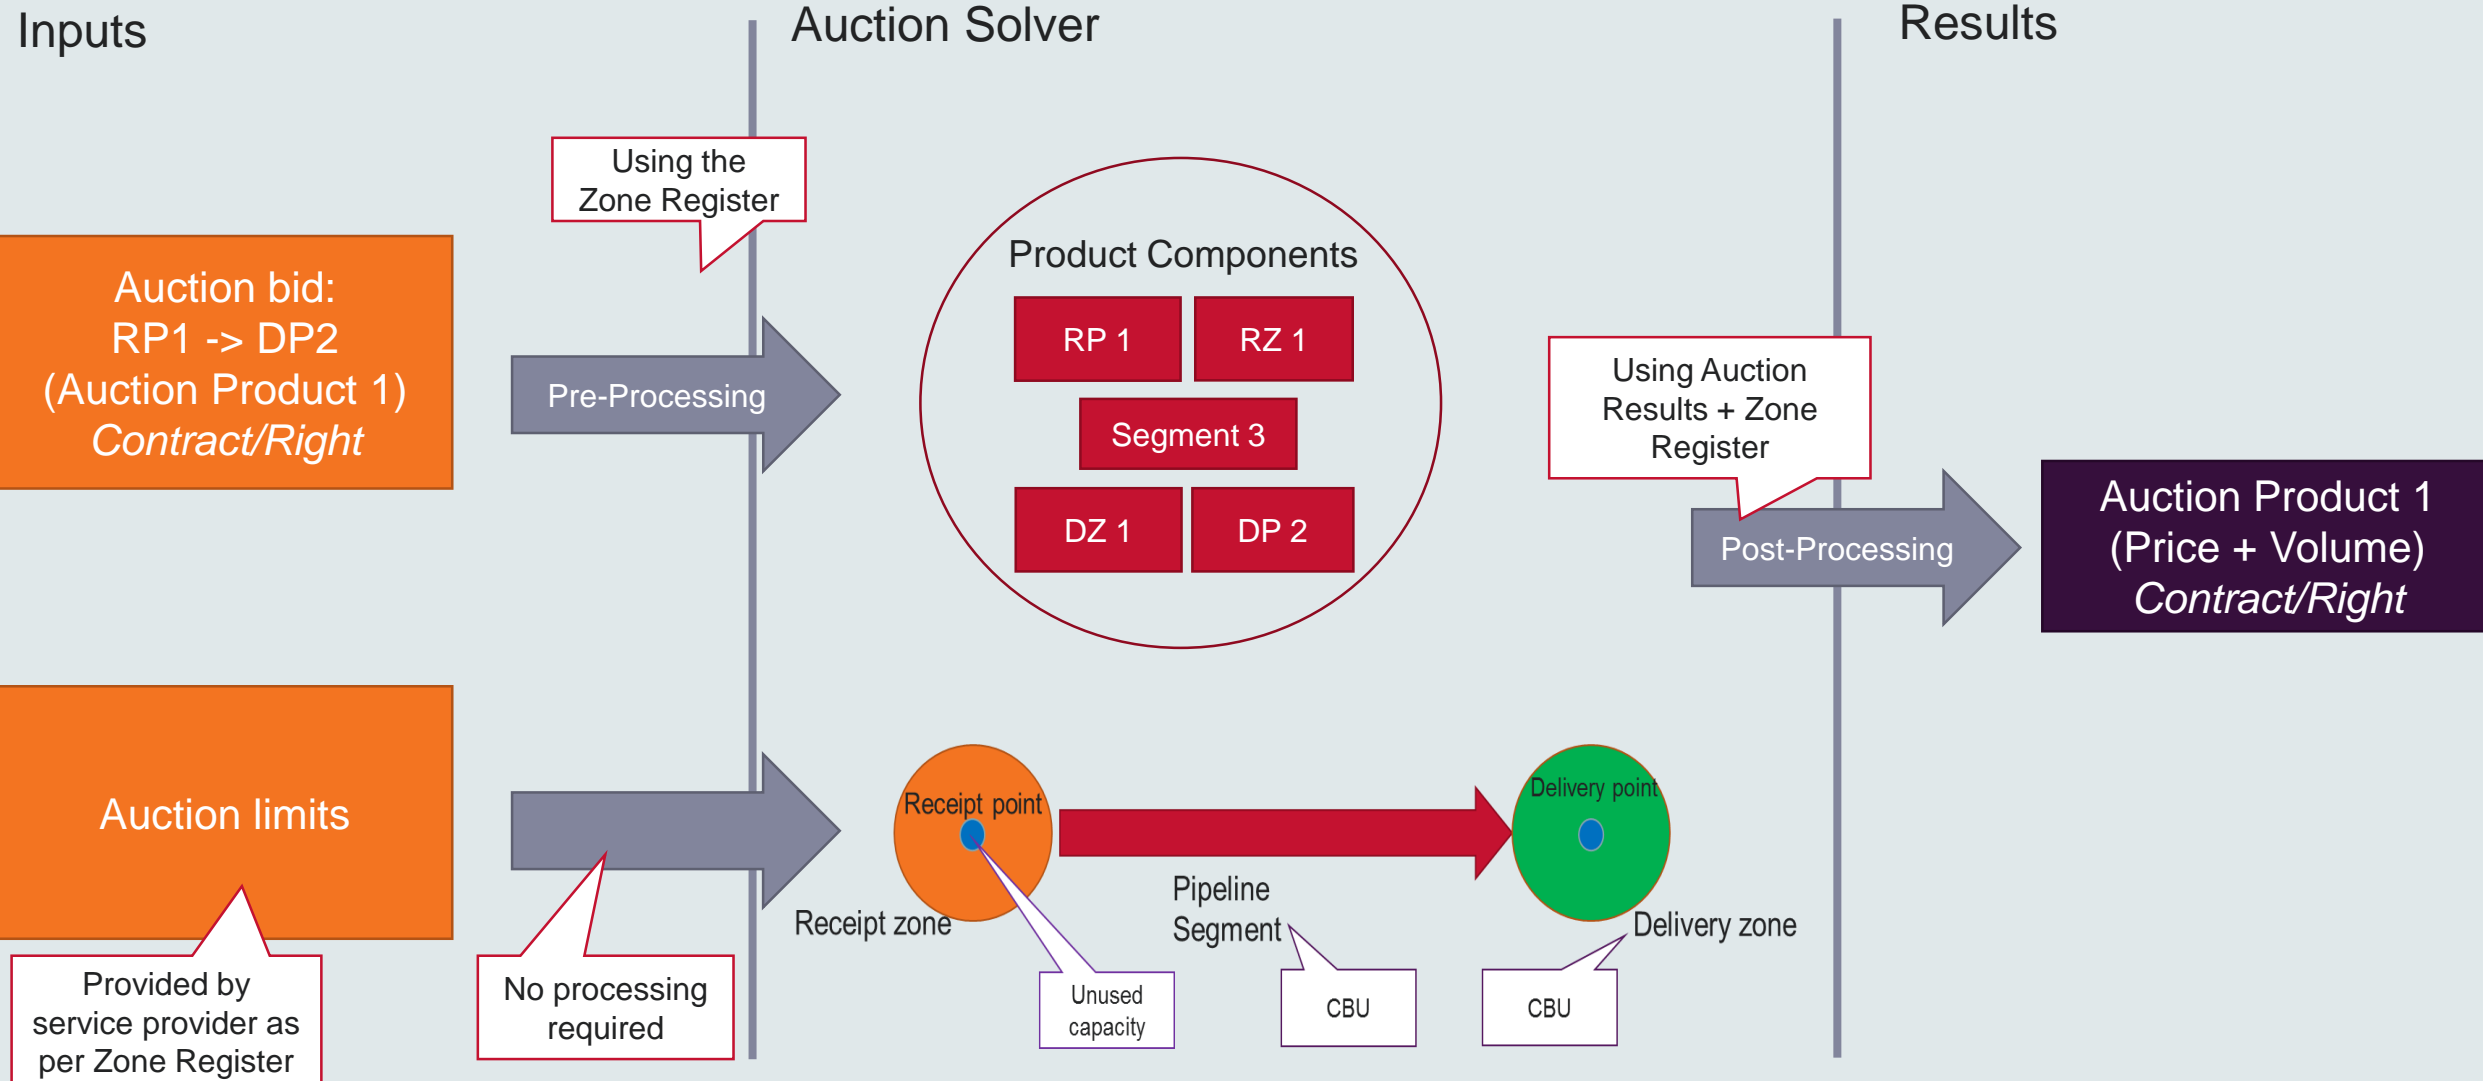 Inputs
Auction Solver
Results
Using the
Zone Register
Auction bid:
RP1 -> DP2
(Auction Product 1)
Contract/Right
Pre-Processing
Product Components
RP 1
RZ 1
Segment 3
DZ 1
DP 2
Using Auction
Results + Zone
Register
Post-Processing
Auction Product 1
(Price + Volume)
Contract/Right
Auction limits
Provided by
service provider as
per Zone Register
No processing
required
Receipt point
Receipt zone
Unused
capacity
Pipeline
Segment
CBU
Delivery point
Delivery zone
CBU